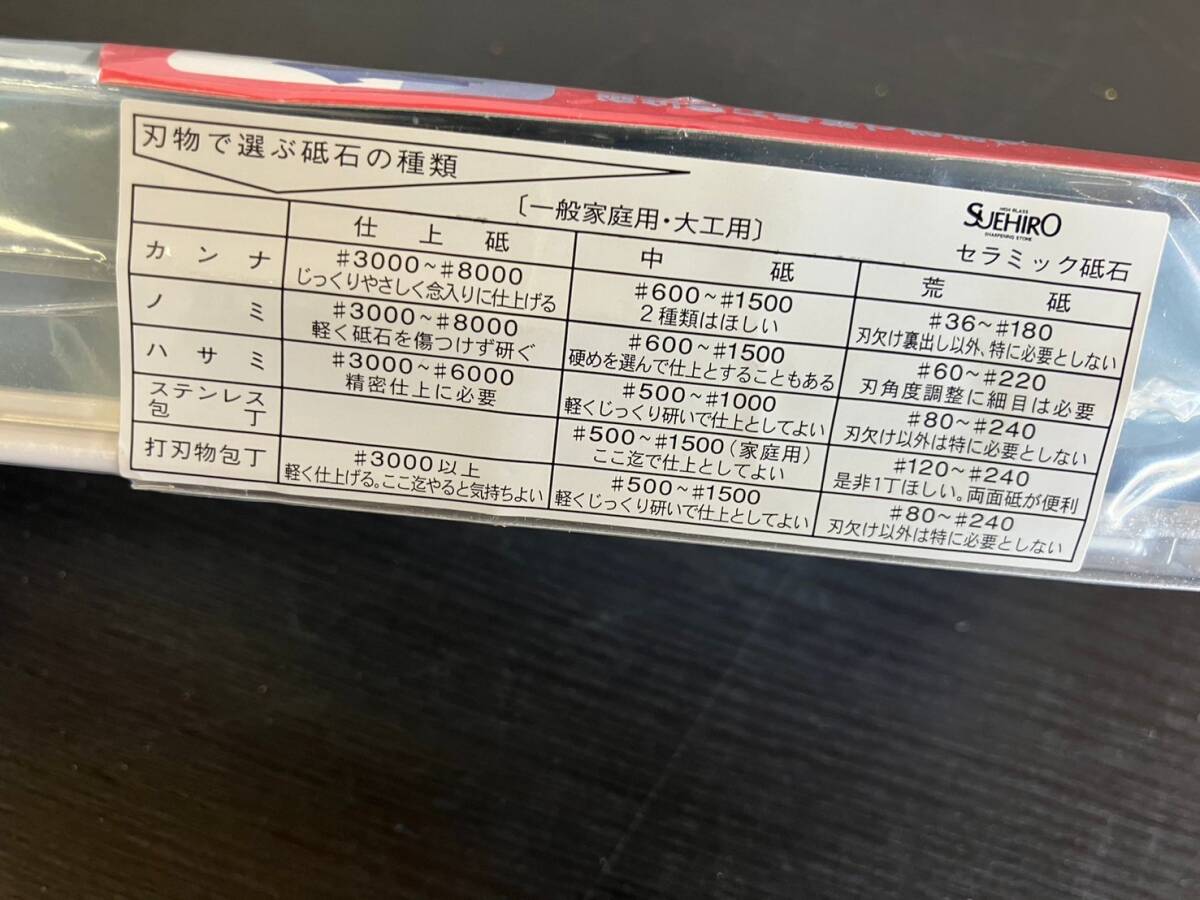 刃物で選ぶ砥石の種類
〔一般家庭用・大工用〕
HIGH GLASS
SUEHIRO
SHARPENING STONE
セラミック砥石
仕上砥 中砥 荒砥
カンナ #3000~#8000 #600~#1500 #36~#180
じっくりやさしく念入りに仕上げる 2種類はほしい 刃欠け裏出し以外、特に必要としない
ノミ #3000~#8000 #600~#1500 #60~#220
軽く砥石を傷つけず研ぐ 硬めを選んで仕上とすることもある 刃角度調整に細目は必要
ハサミ #3000~#6000 #500~#1000 #80~#240
精密仕上に必要 軽くじっくり研いで仕上としてよい 刃欠け以外は特に必要としない
ステンレス包丁 #500~#1500(家庭用) #120~#240
ここ迄で仕上としてよい 是非1丁ほしい。両面砥が便利
打刃物包丁 #3000以上 #500~#1500 #80~#240
軽く仕上げる。ここ迄やると気持ちよい 軽くじっくり研いで仕上としてよい 刃欠け以外は特に必要としない